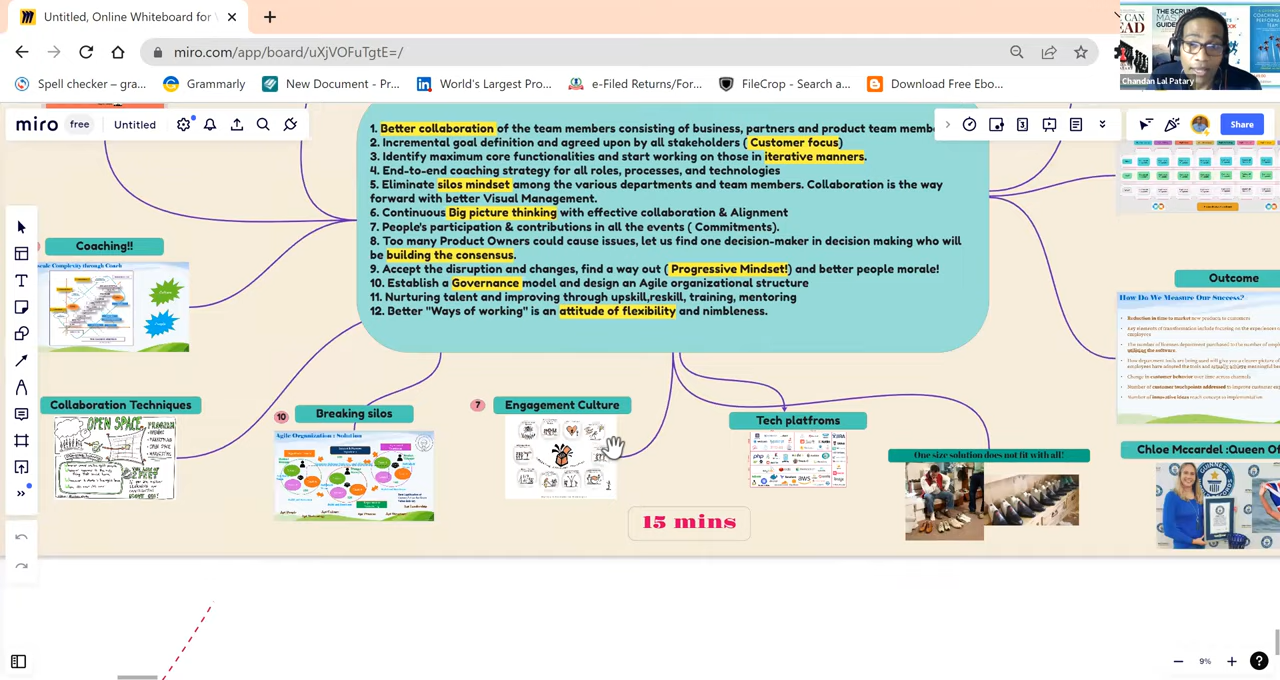 Untitled, Online Whiteboard for
miro.com/app/board/uXjVOFuTgtE=/
Spell checker – gra...
Grammarly
New Document - Pr...
World's Largest Pro...
e-Filed Returns/For...
FileCrop - Search a...
Download Free Ebo...
Chandan Lal Patary
miro
free
Untitled
Share
1. Better collaboration of the team members consisting of business, partners and product team memb
2. Incremental goal definition and agreed upon by all stakeholders ( Customer focus)
3. Identify maximum core functionalities and start working on those in iterative manners.
4. End-to-end coaching strategy for all roles, processes, and technologies
5. Eliminate silos mindset among the various departments and team members. Collaboration is the way
forward with better Visual Management.
6. Continuous Big picture thinking with effective collaboration & Alignment
7. People's participation & contributions in all the events ( Commitments).
8. Too many Product Owners could cause issues, let us find one decision-maker in decision making who will
be building the consensus.
9. Accept the disruption and changes, find a way out ( Progressive Mindset!) and better people morale!
10. Establish a Governance model and design an Agile organizational structure
11. Nurturing talent and improving through upskill,reskill, training, mentoring
12. Better "Ways of working" is an attitude of flexibility and nimbleness.
Coaching!!
Outcome
How Do We Measure Our Success?
Collaboration Techniques
OPEN SPACE
10
Breaking silos
Agile Organization : Solution
7
Engagement Culture
Tech platfroms
aws
One size solution does not fit with all!
Chloe Mccardel :Queen Of
15 mins
9%